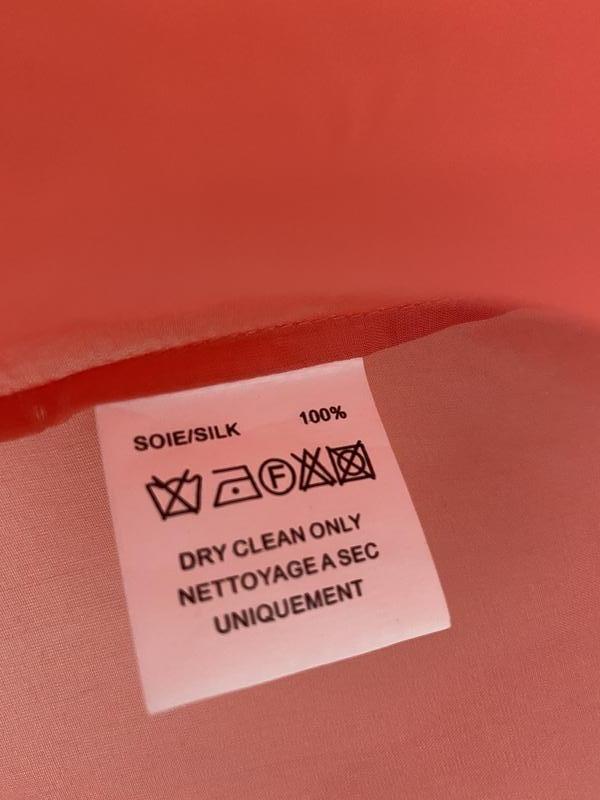 SOIE/SILK 100%
F
DRY CLEAN ONLY
NETTOYAGE A SEC
UNIQUEMENT